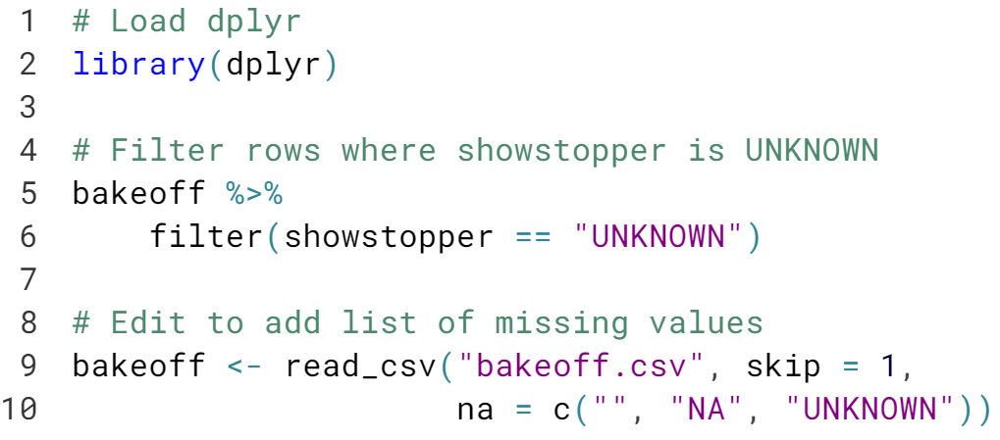 1 # Load dplyr
2 library(dplyr)
3
4 # Filter rows where showstopper is UNKNOWN
5 bakeoff %>%
6     filter(showstopper == "UNKNOWN")
7
8 # Edit to add list of missing values
9 bakeoff <- read_csv("bakeoff.csv", skip = 1,
10                     na = c("", "NA", "UNKNOWN"))